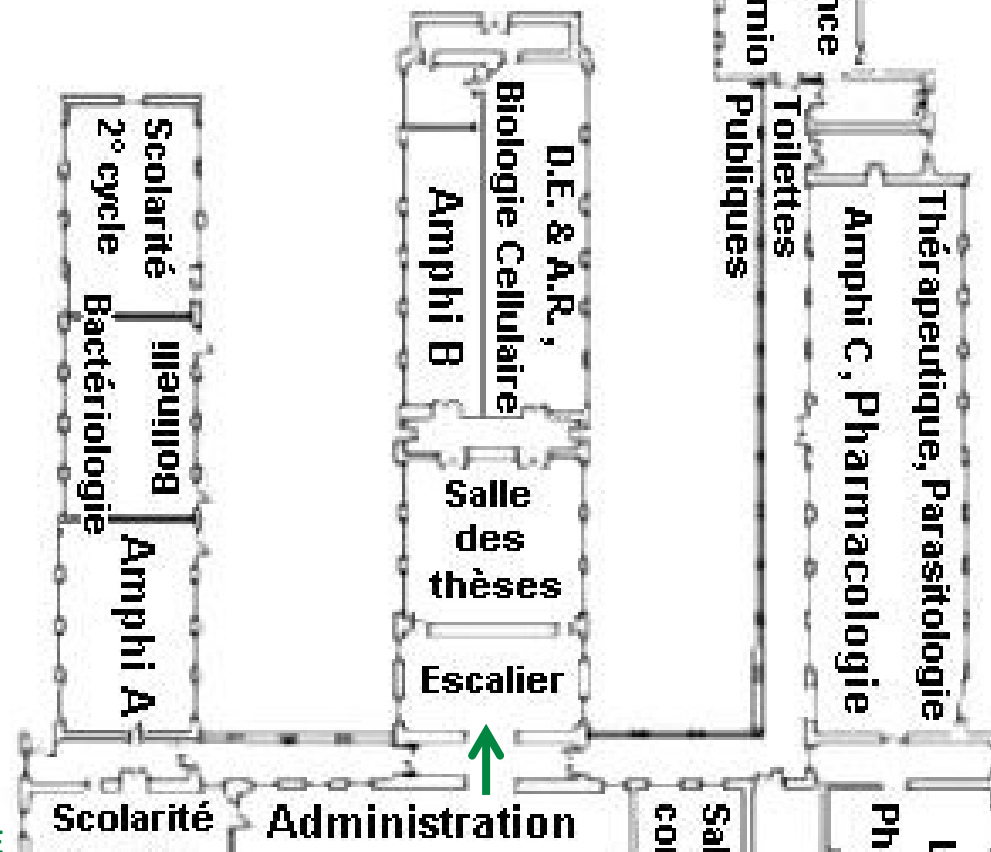 Scolarité
2° cycle
Bactériologie
Bollinelli
Amphi A
Amphi B
Biologie Cellulaire
D.E. & A.R ,
Salle
des
thèses
Escalier
Toilettes
Publiques
Amphi C , Pharmacologie
Thérapeutique, Parasitologie
Scolarité
Administration